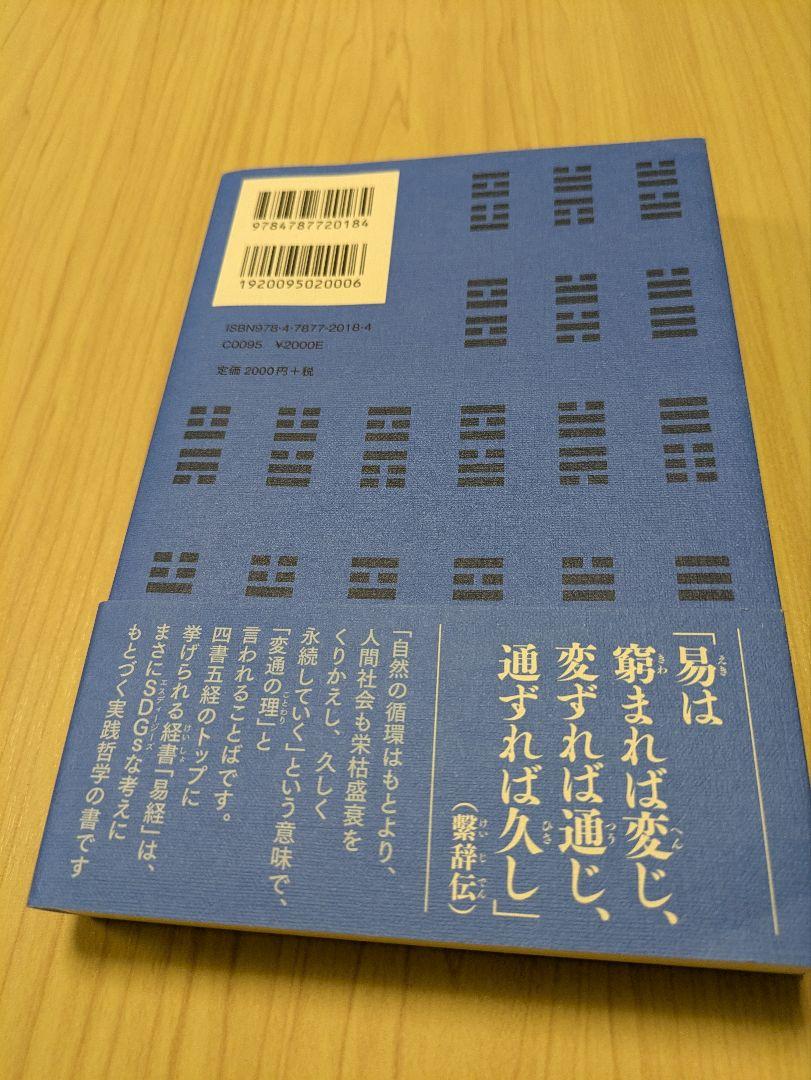 9784787720184
1920095020006
ISBN978-4-7877-2018-4
C0095 ¥2000E
定価 2000円+税
「易は
窮まれば変じ、
変ずれば通じ、
通ずれば久し」
(繫辞伝)
「自然の循環はもとより、
人間社会も栄枯盛衰を
くりかえし、久しく
永続していく」という意味で、
「変通の理」と
言われることばです。
四書五経のトップに
挙げられる経書「易経」は、
まさにSDGsな考えに
もとづく実践哲学の書です